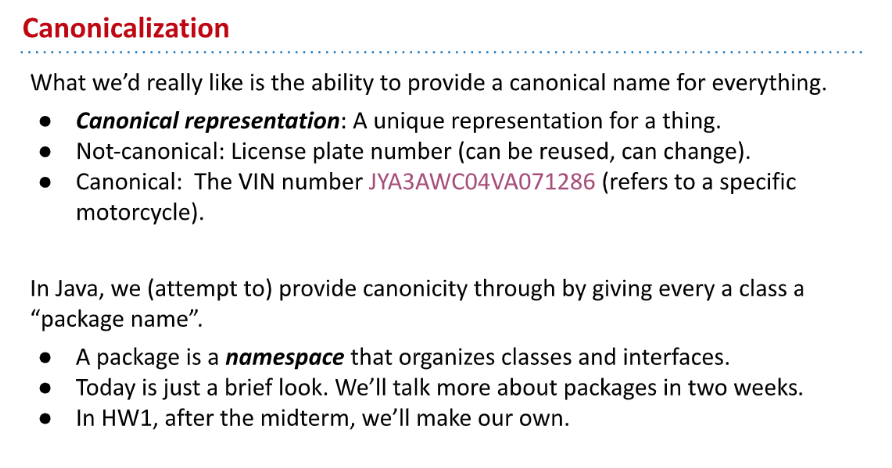 Canonicalization
What we'd really like is the ability to provide a canonical name for everything.
● Canonical representation: A unique representation for a thing.
● Not-canonical: License plate number (can be reused, can change).
● Canonical:  The VIN number JYA3AWC04VA071286 (refers to a specific
motorcycle).
In Java, we (attempt to) provide canonicity through by giving every a class a
“package name”.
● A package is a namespace that organizes classes and interfaces.
● Today is just a brief look. We'll talk more about packages in two weeks.
● In HW1, after the midterm, we'll make our own.